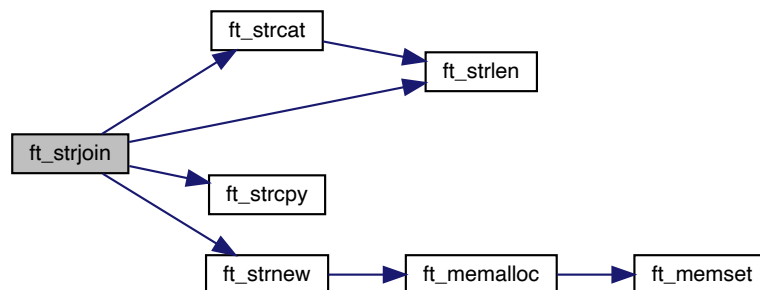 ft_strcat
ft_strlen
ft_strjoin
ft_strcpy
ft_strnew
ft_memalloc
ft_memset